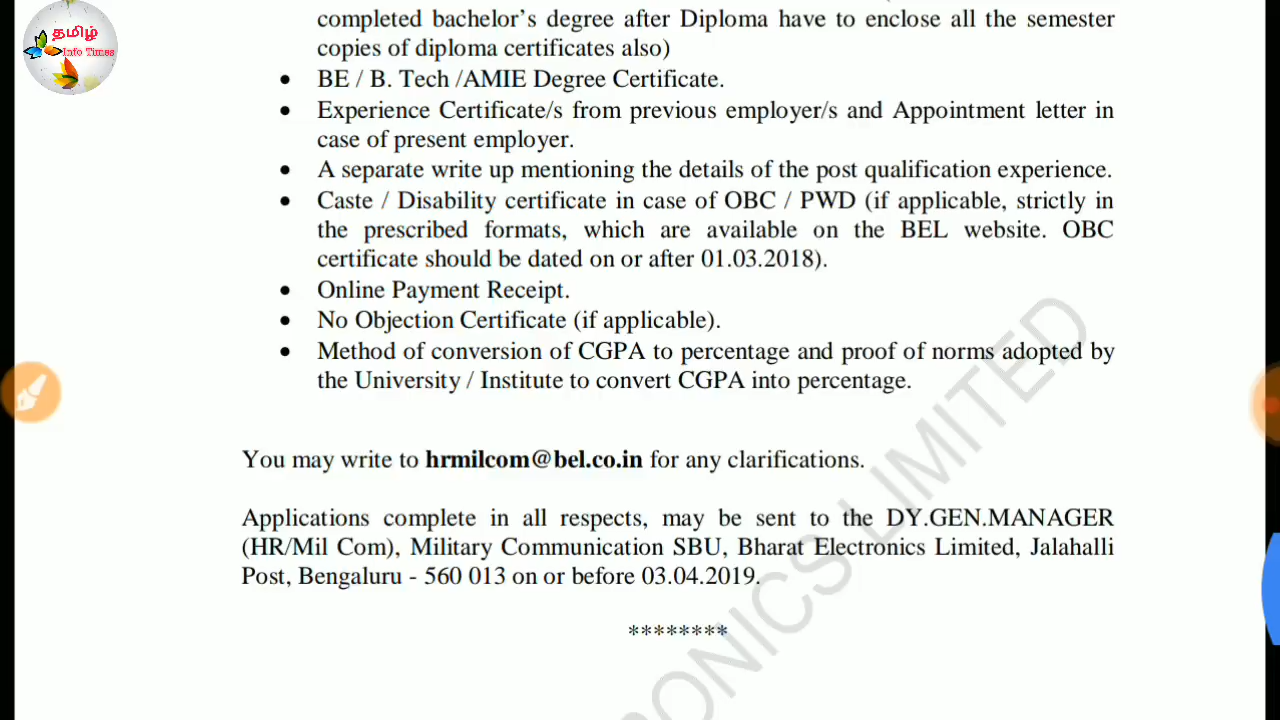 தமிழ்
Info Times
completed bachelor's degree after Diploma have to enclose all the semester
copies of diploma certificates also)
• BE / B. Tech /AMIE Degree Certificate.
• Experience Certificate/s from previous employer/s and Appointment letter in
case of present employer.
• A separate write up mentioning the details of the post qualification experience.
• Caste / Disability certificate in case of OBC / PWD (if applicable, strictly in
the prescribed formats, which are available on the BEL website. OBC
certificate should be dated on or after 01.03.2018).
• Online Payment Receipt.
• No Objection Certificate (if applicable).
• Method of conversion of CGPA to percentage and proof of norms adopted by
the University / Institute to convert CGPA into percentage.
You may write to hrmilcom@bel.co.in for any clarifications.
Applications complete in all respects, may be sent to the DY.GEN.MANAGER
(HR/Mil Com), Military Communication SBU, Bharat Electronics Limited, Jalahalli
Post, Bengaluru - 560 013 on or before 03.04.2019.
********
RONICS LIMITED